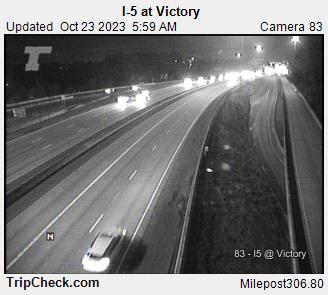 I-5 at Victory
Updated Oct 23 2023 5:59 AM Camera 83
T
N
83 - I5 @ Victory
TripCheck.com Milepost306.80